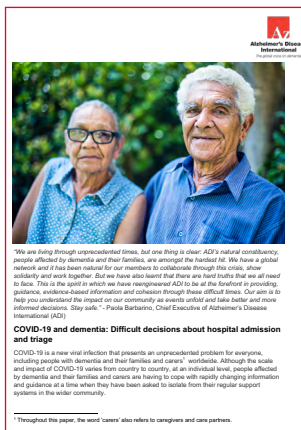 Az
Alzheimer's Disea
International
The global voice on dementia
"We are living through unprecedented times, but one thing is clear: ADI's natural constituency,
people affected by dementia and their families, are amongst the hardest hit. We have a global
network and it has been natural for our members to collaborate through this crisis, show
solidarity and work together. But we have also learnt that there are hard truths that we all need
to face. This is the spirit in which we have reengineered ADI to be at the forefront in providing,
guidance, evidence-based information and cohesion through these difficult times. Our aim is to
help you understand the impact on our community as events unfold and take better and more
informed decisions. Stay safe." - Paola Barbarino, Chief Executive of Alzheimer's Disease
International (ADI)
COVID-19 and dementia: Difficult decisions about hospital admission
and triage
COVID-19 is a new viral infection that presents an unprecedented problem for everyone,
including people with dementia and their families and carers1 worldwide. Although the scale
and impact of COVID-19 varies from country to country, at an individual level, people affected
by dementia and their families and carers are having to cope with rapidly changing information
and guidance at a time when they have been asked to isolate from their regular support
systems in the wider community.
1 Throughout this paper, the word 'carers' also refers to caregivers and care partners.